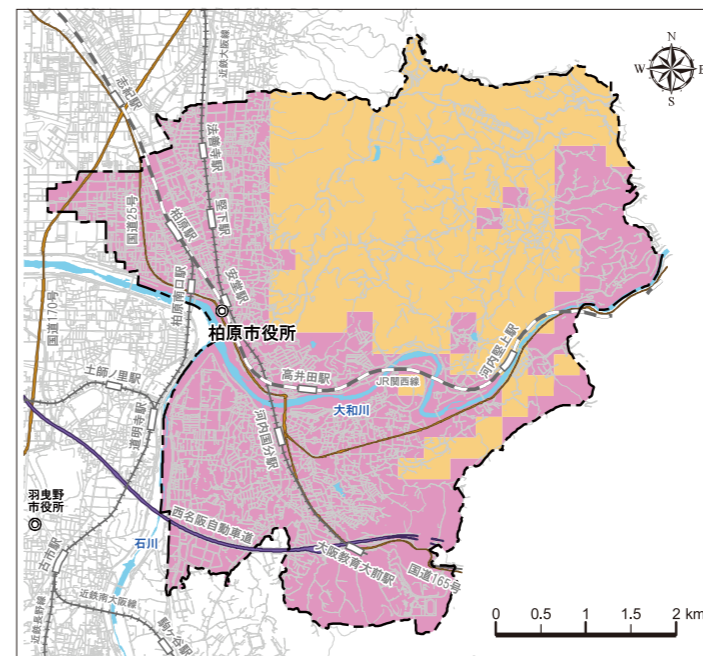 志紀駅
近鉄大阪線
N
W
E
S
法善寺駅
国道25号
柏原駅
堅下駅
柏原南口駅
安堂駅
国道170号
柏原市役所
河内堅上駅
土師ノ里駅
高井田駅
JR関西線
道明寺駅
大和川
河内国分駅
羽曳野
市役所
西名阪自動車道
石川
大阪教育大前駅
国道165号
古市駅
近鉄南大阪線
近鉄長野線
駒ヶ谷駅
0 0.5 1 1.5 2 km